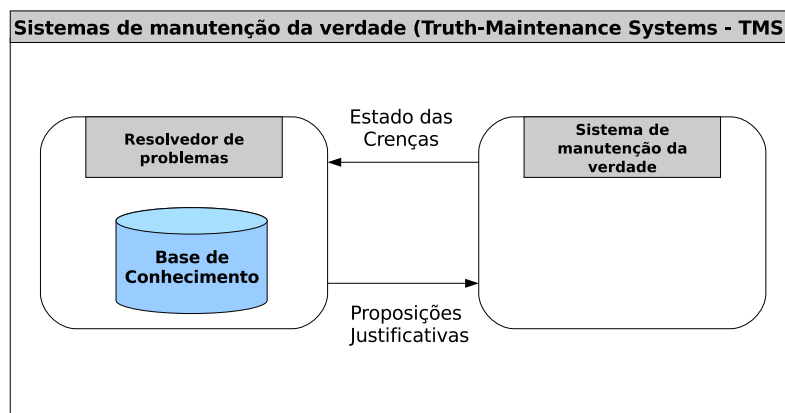 Sistemas de manutenção da verdade (Truth-Maintenance Systems - TMS
Estado das
Crenças
Resolvedor de
problemas
Sistema de
manutenção da
verdade
Base de
Conhecimento
Proposições
Justificativas